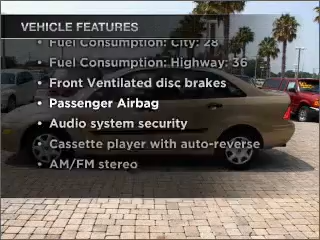 VEHICLE FEATURES
• Fuel Consumption: City: 28
• Fuel Consumption: Highway: 36
• Front Ventilated disc brakes
• Passenger Airbag
• Audio system security
• Cassette player with auto-reverse
• AM/FM stereo